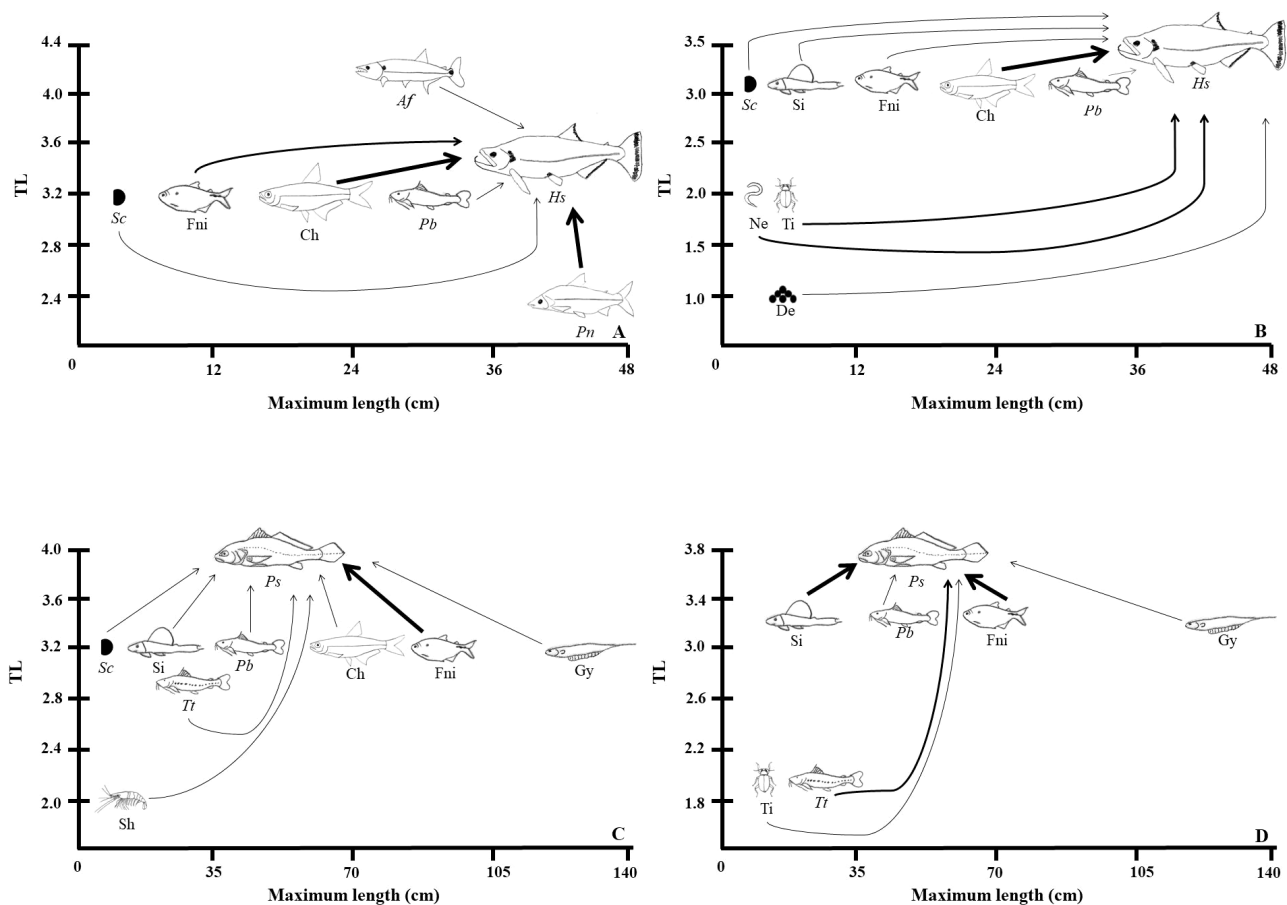 4.4
4.0
3.6
3.2
2.8
2.4
TL
Af
Hs
Sc
Fni
Ch
Pb
Pn
A
0 12 24 36 48
Maximum length (cm)
3.5
3.0
2.5
2.0
1.5
1.0
TL
Sc
Si
Fni
Ch
Pb
Hs
Ne
Ti
De
B
0 12 24 36 48
Maximum length (cm)
4.0
3.6
3.2
2.8
2.4
2.0
TL
Ps
Sc
Si
Pb
Ch
Fni
Gy
Tt
Sh
C
0 35 70 105 140
Maximum length (cm)
3.8
3.4
3.0
2.6
2.2
1.8
TL
Ps
Si
Pb
Fni
Gy
Ti
Tt
D
0 35 70 105 140
Maximum length (cm)